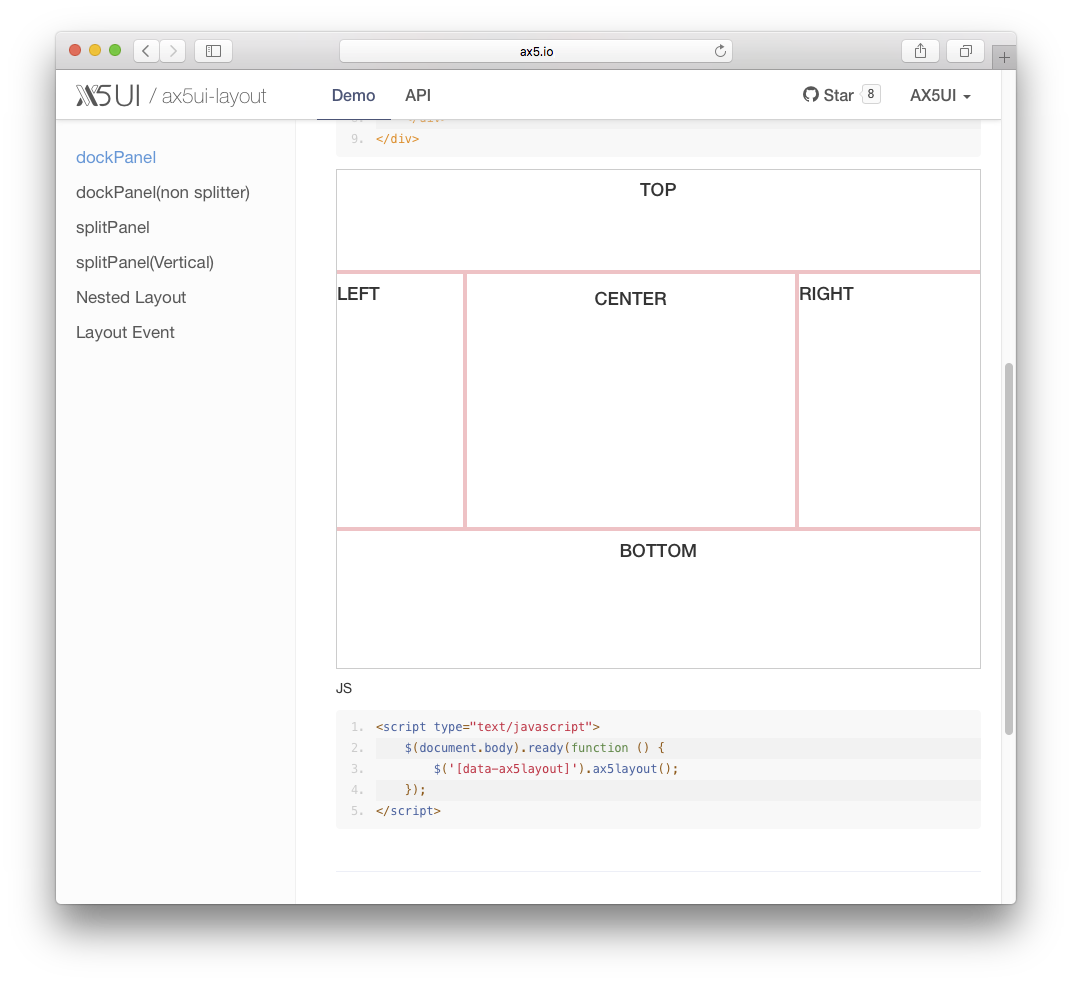 ax5.io
AX5UI / ax5ui-layout Demo API Star 8 AX5UI
dockPanel
dockPanel(non splitter)
splitPanel
splitPanel(Vertical)
Nested Layout
Layout Event
9. </div>
TOP
LEFT CENTER RIGHT
BOTTOM
JS
1. <script type="text/javascript">
2. $(document.body).ready(function () {
3. $('[data-ax5layout]').ax5layout();
4. });
5. </script>